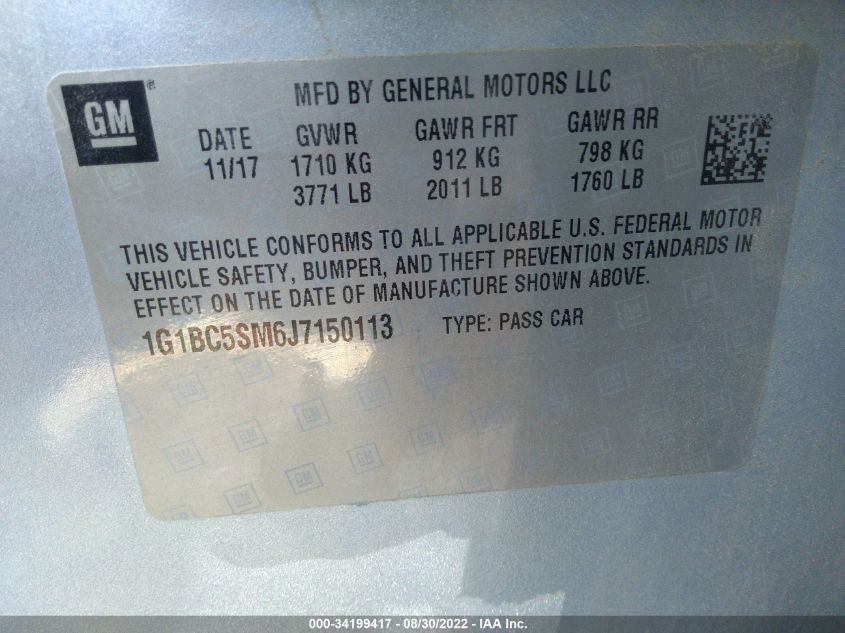 GM
MFD BY GENERAL MOTORS LLC
DATE GVWR GAWR FRT GAWR RR
11/17 1710 KG 912 KG 798 KG
3771 LB 2011 LB 1760 LB
THIS VEHICLE CONFORMS TO ALL APPLICABLE U.S. FEDERAL MOTOR
VEHICLE SAFETY, BUMPER, AND THEFT PREVENTION STANDARDS IN
EFFECT ON THE DATE OF MANUFACTURE SHOWN ABOVE.
1G1BC5SM6J7150113 TYPE: PASS CAR
000-34199417 - 08/30/2022 - IAA Inc.